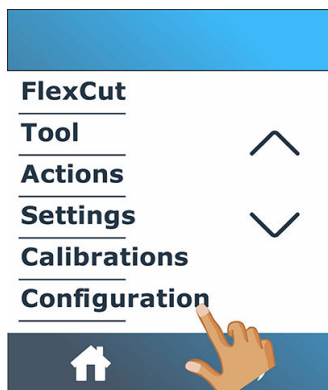 FlexCut
Tool
Actions
Settings
Calibrations
Configuration